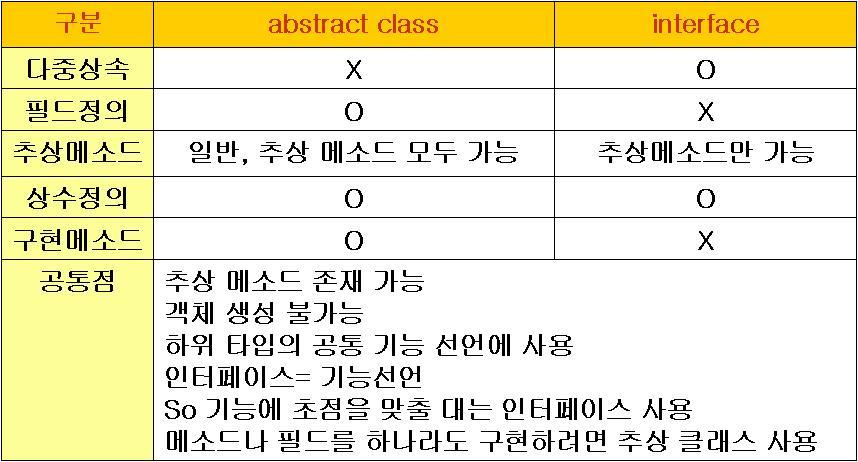 구분 abstract class interface
다중상속 X O
필드정의 O X
추상메소드 일반, 추상 메소드 모두 가능 추상메소드만 가능
상수정의 O O
구현메소드 O X
공통점 추상 메소드 존재 가능
객체 생성 불가능
하위 타입의 공통 기능 선언에 사용
인터페이스= 기능선언
So 기능에 초점을 맞출 대는 인터페이스 사용
메소드나 필드를 하나라도 구현하려면 추상 클래스 사용